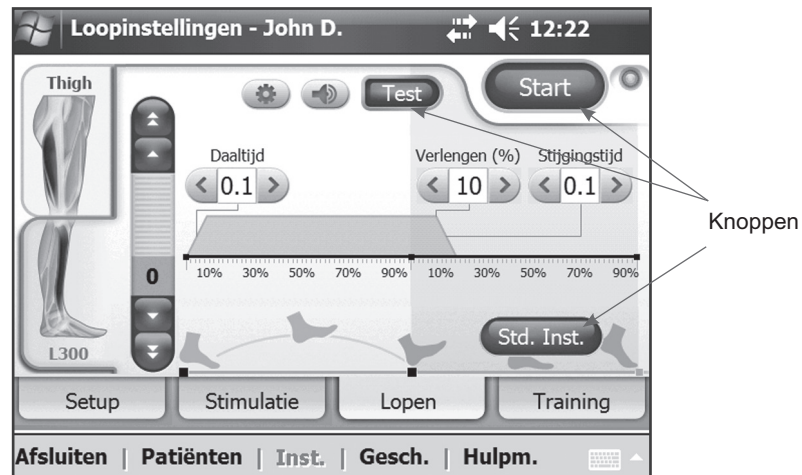 Loopinstellingen - John D. 12:22
Thigh
Test
Start
Daaltijd
Verlengen (%)
Stijgingstijd
0.1
10
0.1
Knoppen
0
10% 30% 50% 70% 90% 10% 30% 50% 70% 90%
Std. Inst.
L300
Setup
Stimulatie
Lopen
Training
Afsluiten | Patiënten | Inst. | Gesch. | Hulpm.